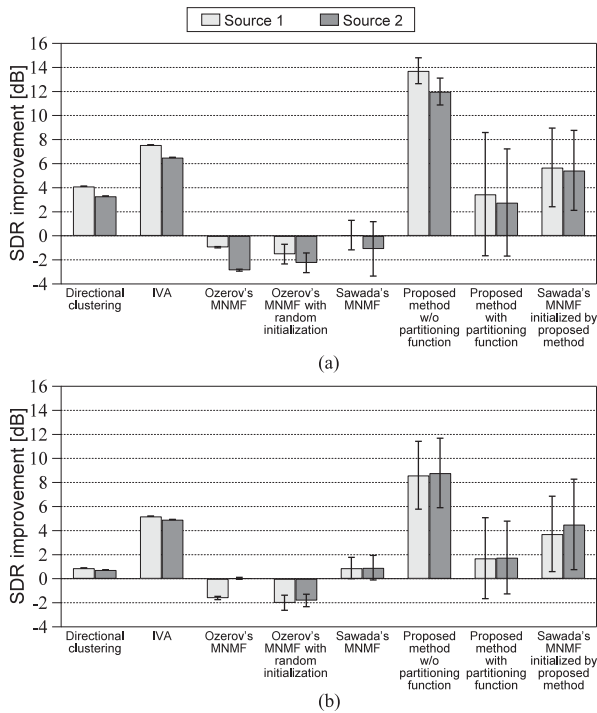 Source 1 Source 2
16
14
12
10
8
6
4
2
0
-2
-4
SDR improvement [dB]
Directional
clustering
IVA
Ozerov's
MNMF
Ozerov's
MNMF with
random
initialization
Sawada's
MNMF
Proposed
method
w/o
partitioning
function
Proposed
method
with
partitioning
function
Sawada's
MNMF
initialized by
proposed
method
(a)
16
14
12
10
8
6
4
2
0
-2
-4
SDR improvement [dB]
Directional
clustering
IVA
Ozerov's
MNMF
Ozerov's
MNMF with
random
initialization
Sawada's
MNMF
Proposed
method
w/o
partitioning
function
Proposed
method
with
partitioning
function
Sawada's
MNMF
initialized by
proposed
method
(b)